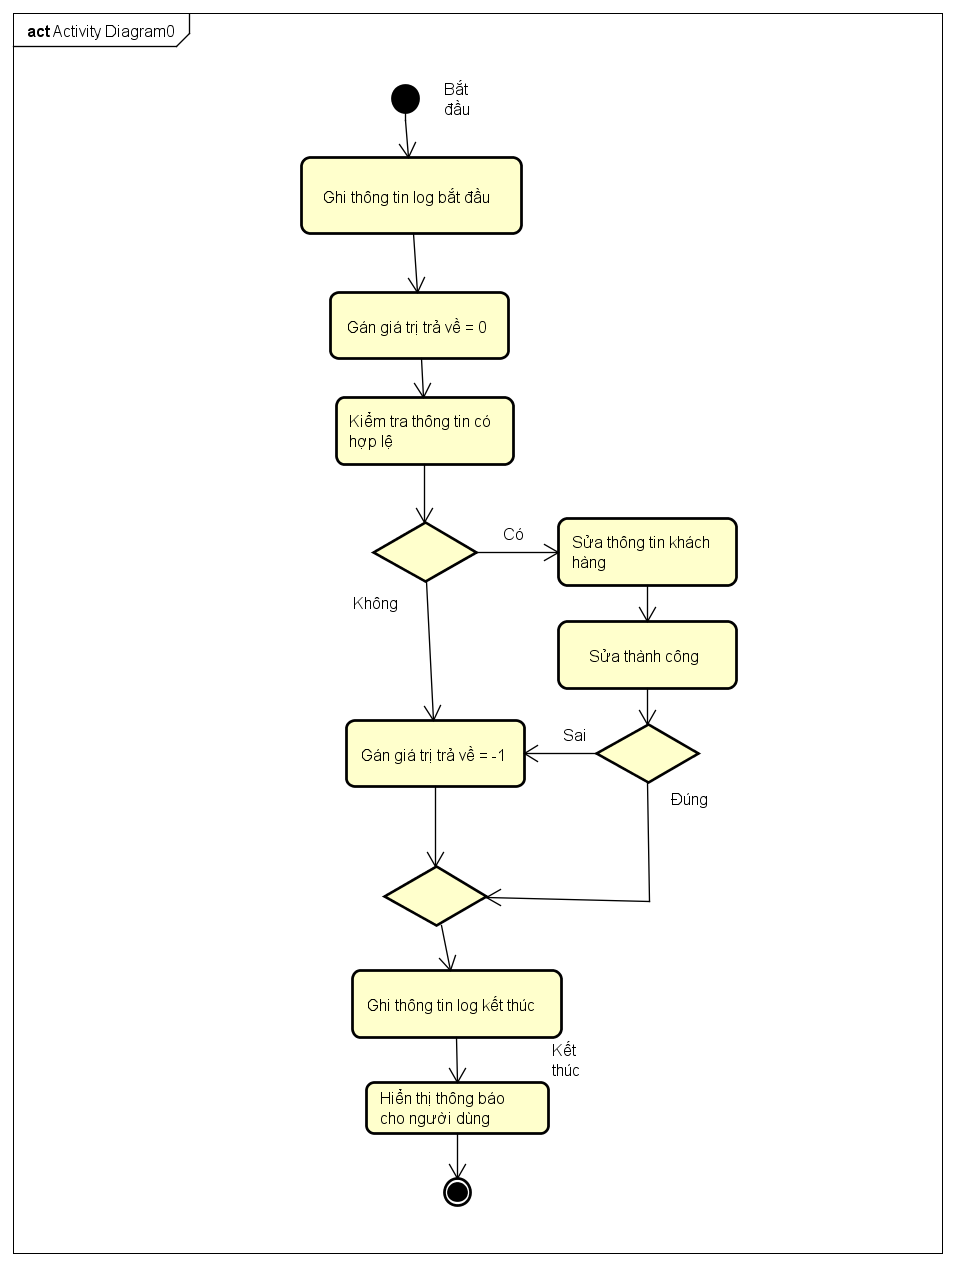 act Activity Diagram0
Bắt
đầu
Ghi thông tin log bắt đầu
Gán giá trị trả về = 0
Kiểm tra thông tin có
hợp lệ
Có
Sửa thông tin khách
hàng
Không
Sửa thành công
Sai
Gán giá trị trả về = -1
Đúng
Ghi thông tin log kết thúc
Kết
thúc
Hiển thị thông báo
cho người dùng